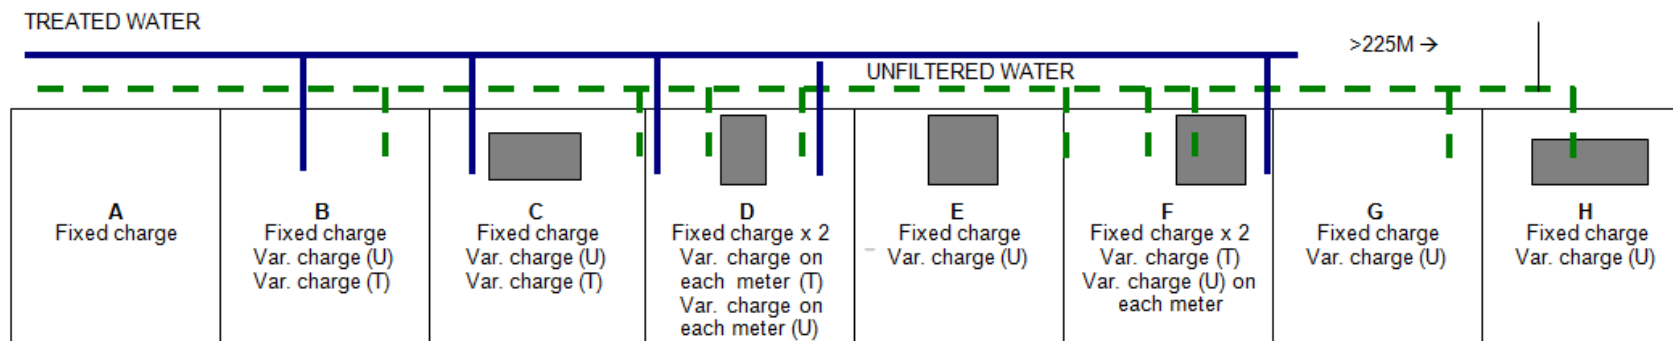 TREATED WATER
>225M →
UNFILTERED WATER
A
Fixed charge
B
Fixed charge
Var. charge (U)
Var. charge (T)
C
Fixed charge
Var. charge (U)
Var. charge (T)
D
Fixed charge x 2
Var. charge on
each meter (T)
Var. charge on
each meter (U)
E
Fixed charge
Var. charge (U)
F
Fixed charge x 2
Var. charge (T)
Var. charge (U) on
each meter
G
Fixed charge
Var. charge (U)
H
Fixed charge
Var. charge (U)